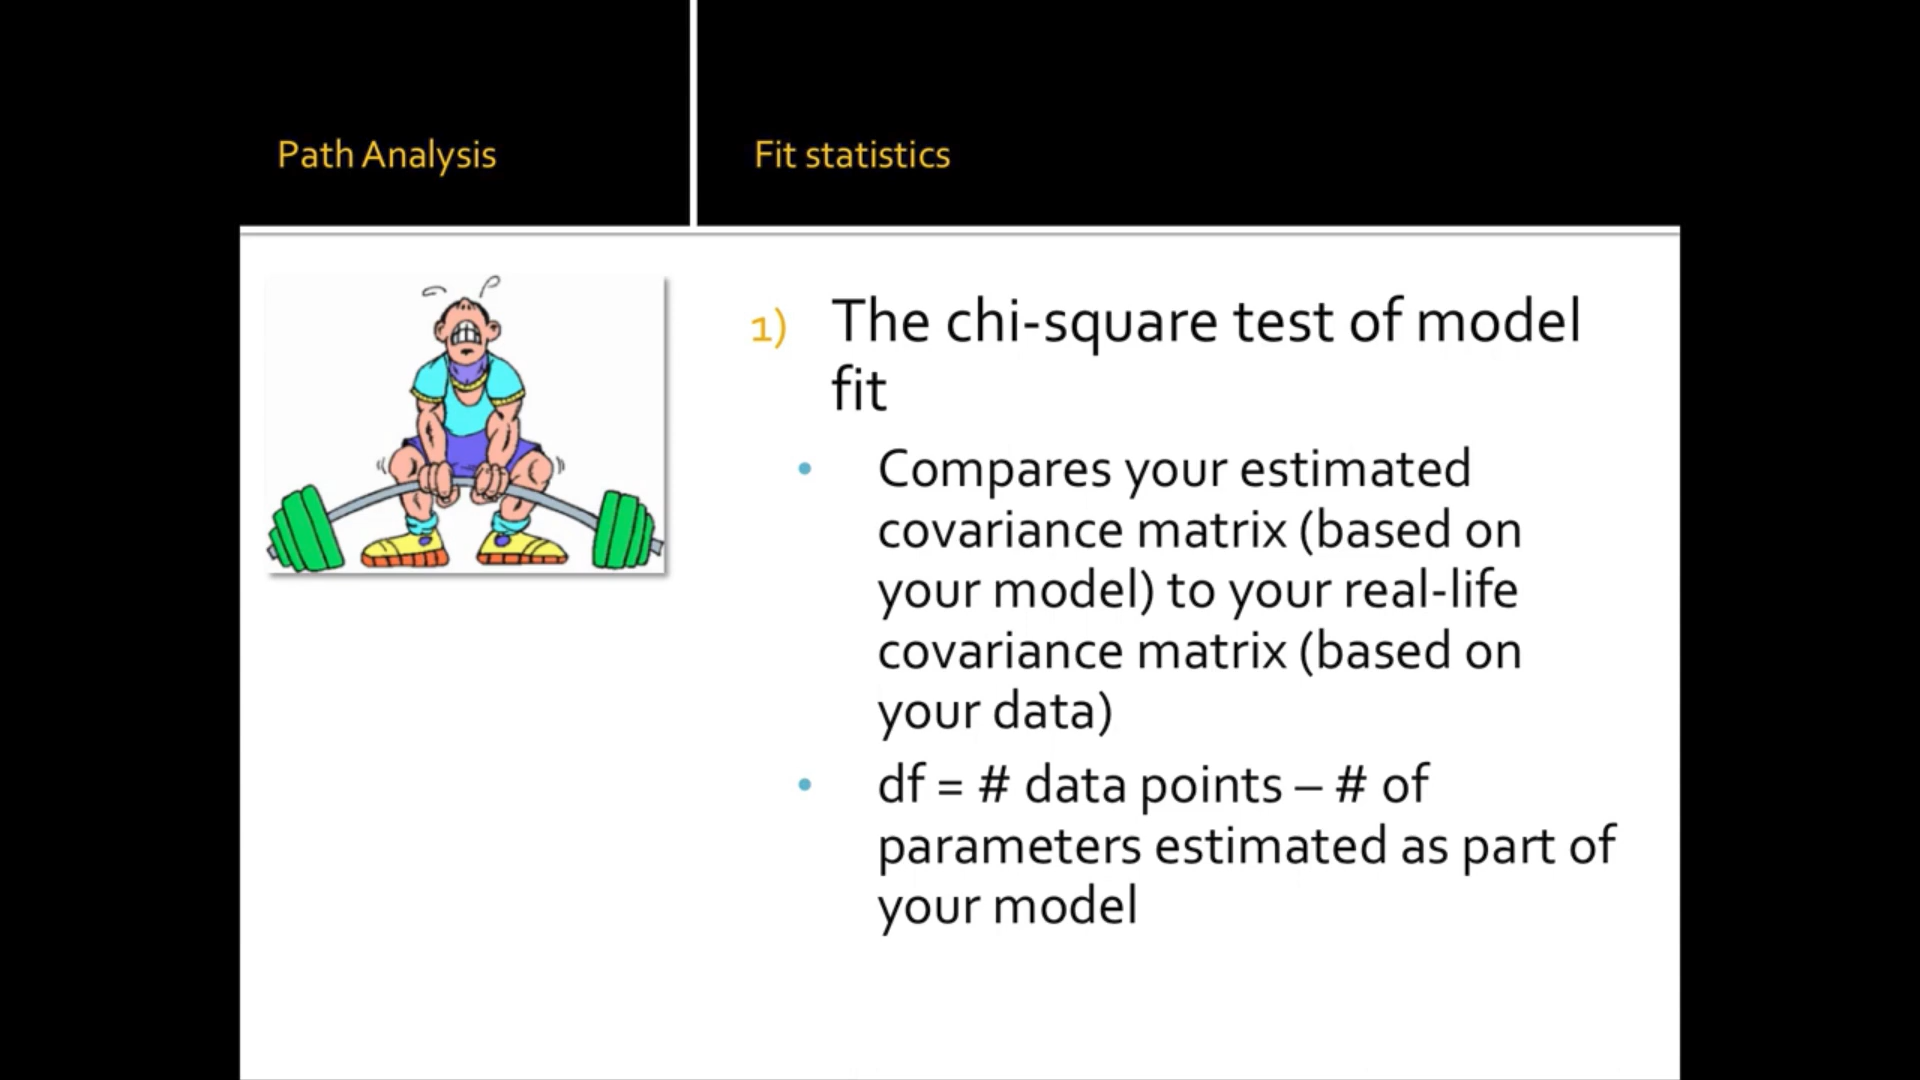 Path Analysis
Fit statistics
1) The chi-square test of model
fit
• Compares your estimated
covariance matrix (based on
your model) to your real-life
covariance matrix (based on
your data)
• df = # data points – # of
parameters estimated as part of
your model